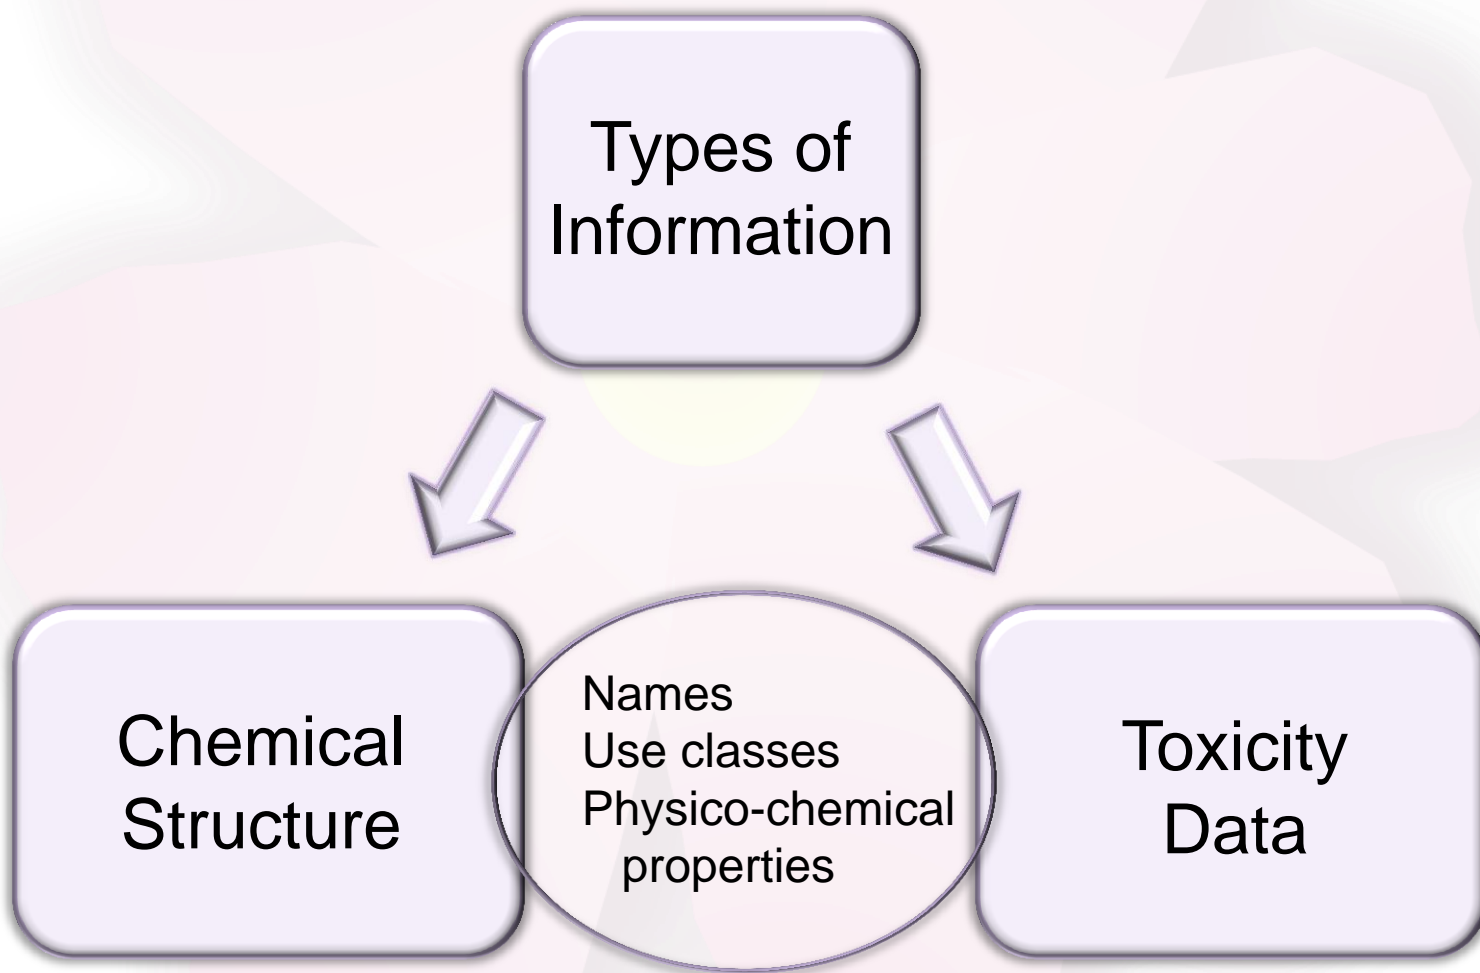 Types of
Information
Chemical
Structure
Names
Use classes
Physico-chemical
properties
Toxicity
Data